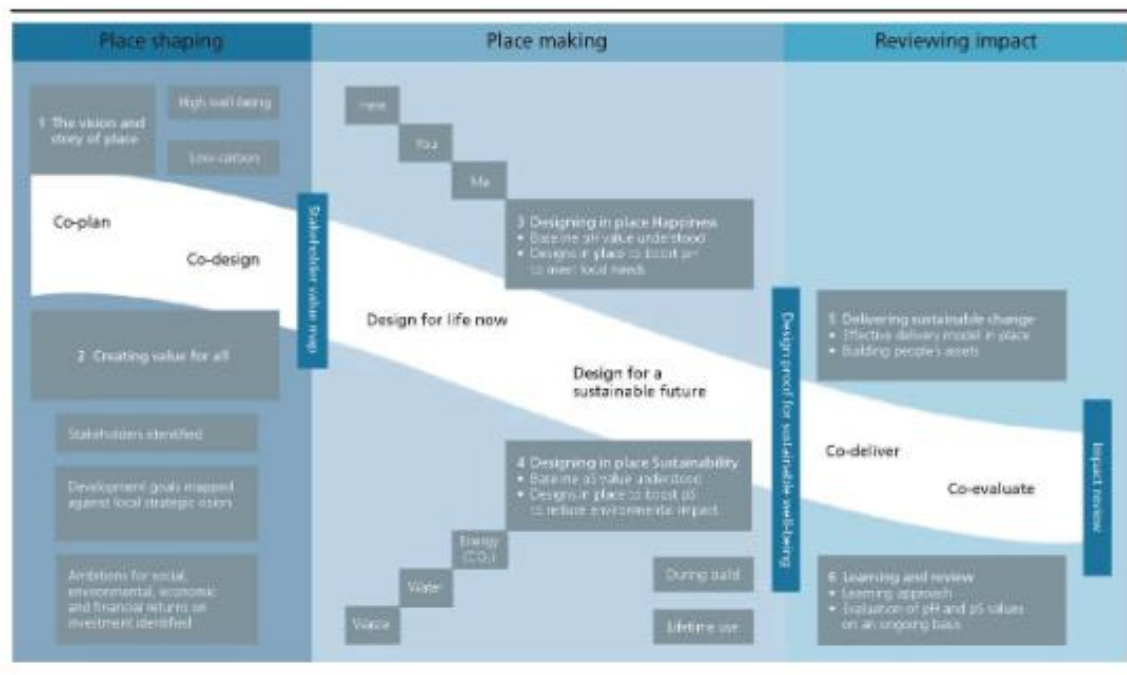 Place shaping
Place making
Reviewing impact
1 The vision and
story of place
High well-being
Low-carbon
Co-plan
Co-design
2 Creating value for all
Stakeholders identified
Development goals mapped
against local strategic vision
Ambitions for social,
environmental, economic
and financial returns on
investment identified
Stakeholder value map
Here
You
Me
3 Designing in place Happiness
• Baseline pH value understood
• Designs in place to boost pH
to meet local needs
Design for life now
Design for a
sustainable future
4 Designing in place Sustainability
• Baseline pS value understood
• Designs in place to boost pS
to reduce environmental impact
Energy
(CO₂)
Water
Waste
During build
Lifetime use
Design proof for sustainable well-being
5 Delivering sustainable change
• Effective delivery model in place
• Building people's assets
Co-deliver
Co-evaluate
6 Learning and review
• Learning approach
• Evaluation of pH and pS values
on an ongoing basis
Impact review